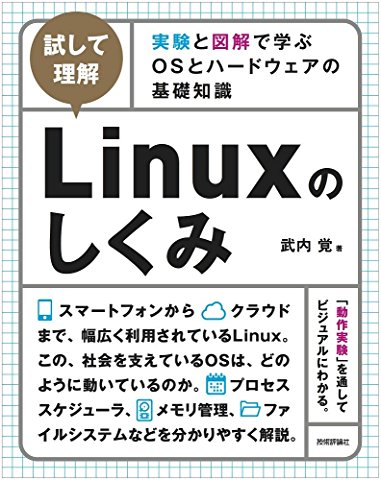 試して
理解
実験と図解で学ぶ
OSとハードウェアの
基礎知識
Linuxの
しくみ
武内 覚 著
スマートフォンから クラウド
まで、幅広く利用されているLinux。
この、社会を支えているOSは、どの
ように動いているのか。 プロセス
スケジューラ、 メモリ管理、 ファ
イルシステムなどを分かりやすく解説。
「動作実験」を通して
ビジュアルにわかる。
技術評論社